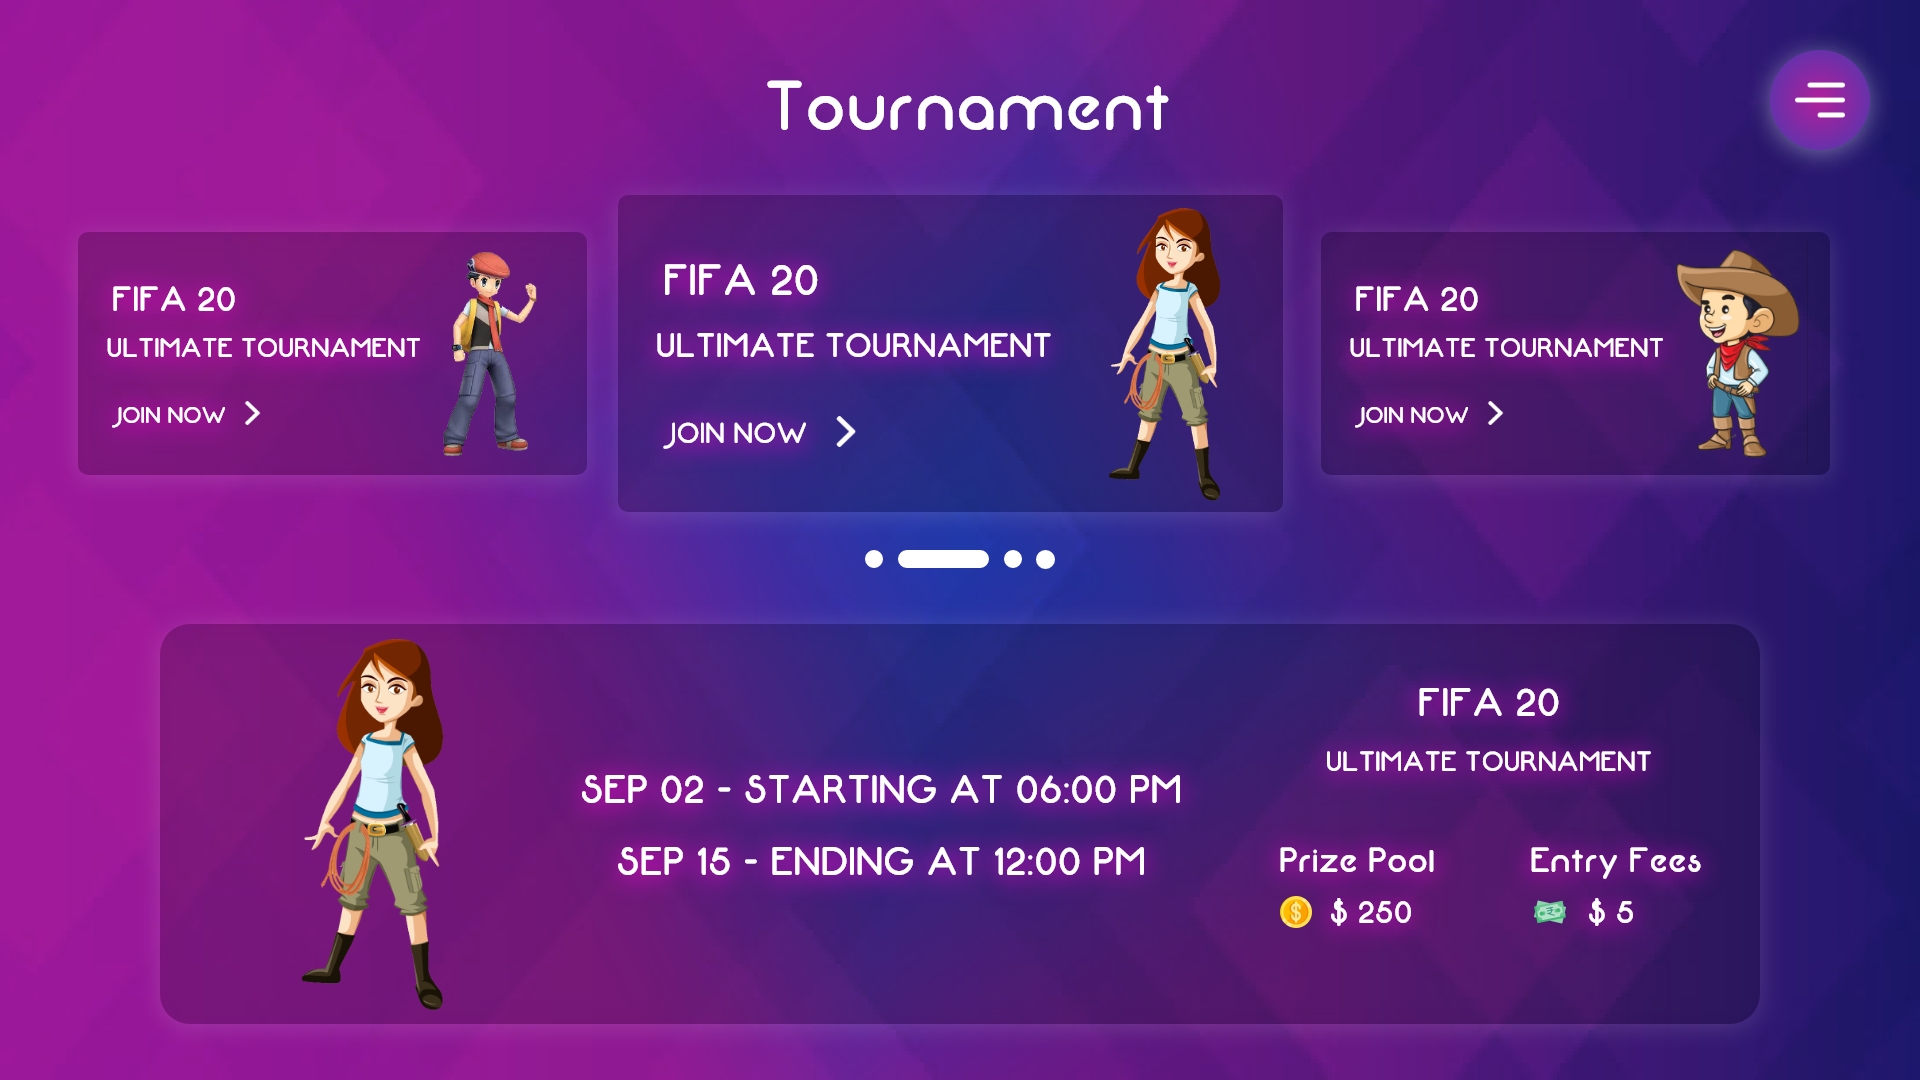 Tournament
FIFA 20
ULTIMATE TOURNAMENT
JOIN NOW
FIFA 20
ULTIMATE TOURNAMENT
JOIN NOW
FIFA 20
ULTIMATE TOURNAMENT
JOIN NOW
SEP 02 - STARTING AT 06:00 PM
SEP 15 - ENDING AT 12:00 PM
FIFA 20
ULTIMATE TOURNAMENT
Prize Pool
$ 250
Entry Fees
$ 5